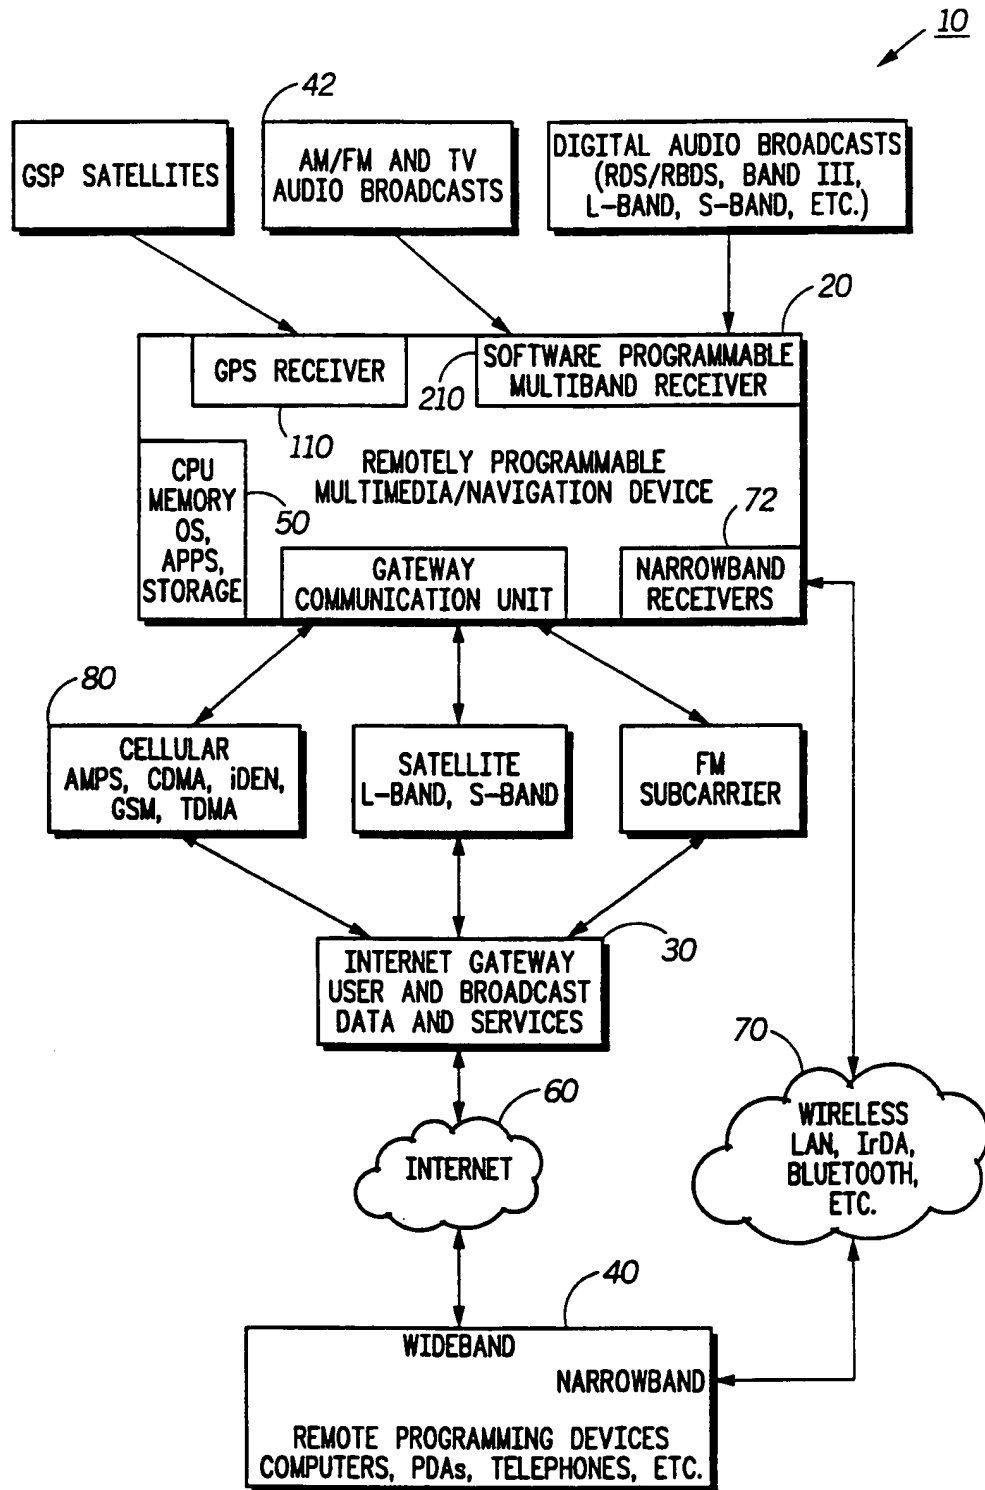 10
42
GSP SATELLITES
AM/FM AND TV
AUDIO BROADCASTS
DIGITAL AUDIO BROADCASTS
(RDS/RBDS, BAND III,
L-BAND, S-BAND, ETC.)
20
GPS RECEIVER
110
210
SOFTWARE PROGRAMMABLE
MULTIBAND RECEIVER
REMOTELY PROGRAMMABLE
MULTIMEDIA/NAVIGATION DEVICE
CPU
MEMORY
OS,
APPS,
STORAGE
50
72
GATEWAY
COMMUNICATION UNIT
NARROWBAND
RECEIVERS
80
CELLULAR
AMPS, CDMA, iDEN,
GSM, TDMA
SATELLITE
L-BAND, S-BAND
FM
SUBCARRIER
30
INTERNET GATEWAY
USER AND BROADCAST
DATA AND SERVICES
60
INTERNET
70
WIRELESS
LAN, IrDA,
BLUETOOTH,
ETC.
40
WIDEBAND
NARROWBAND
REMOTE PROGRAMMING DEVICES
COMPUTERS, PDAs, TELEPHONES, ETC.